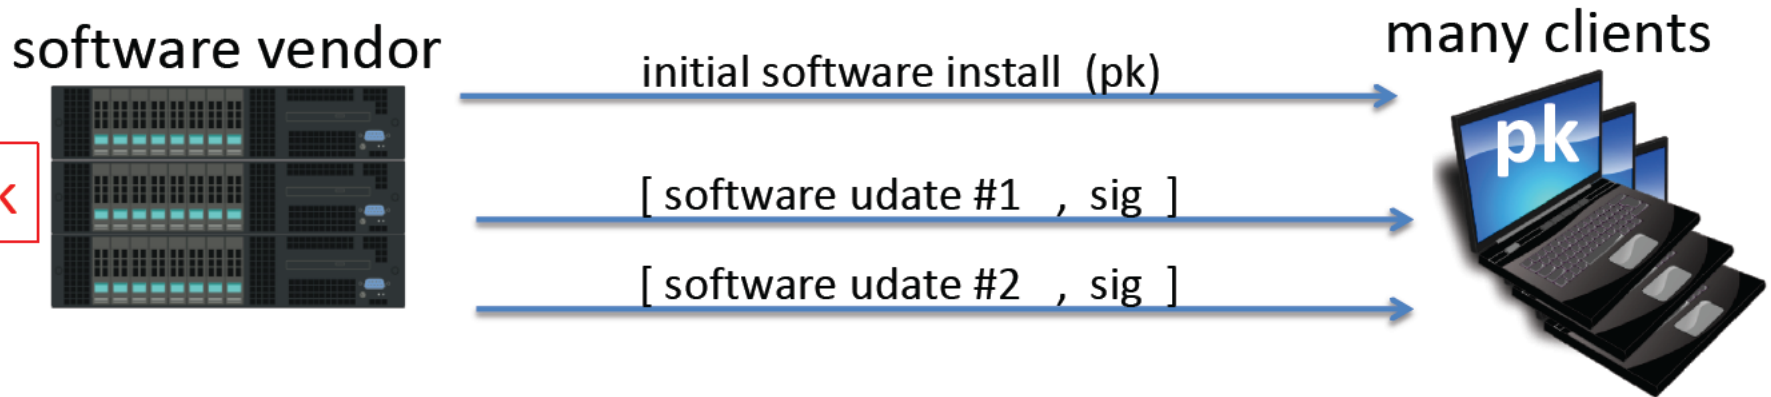 software vendor
many clients
initial software install (pk)
pk
k
[ software udate #1 , sig ]
[ software udate #2 , sig ]